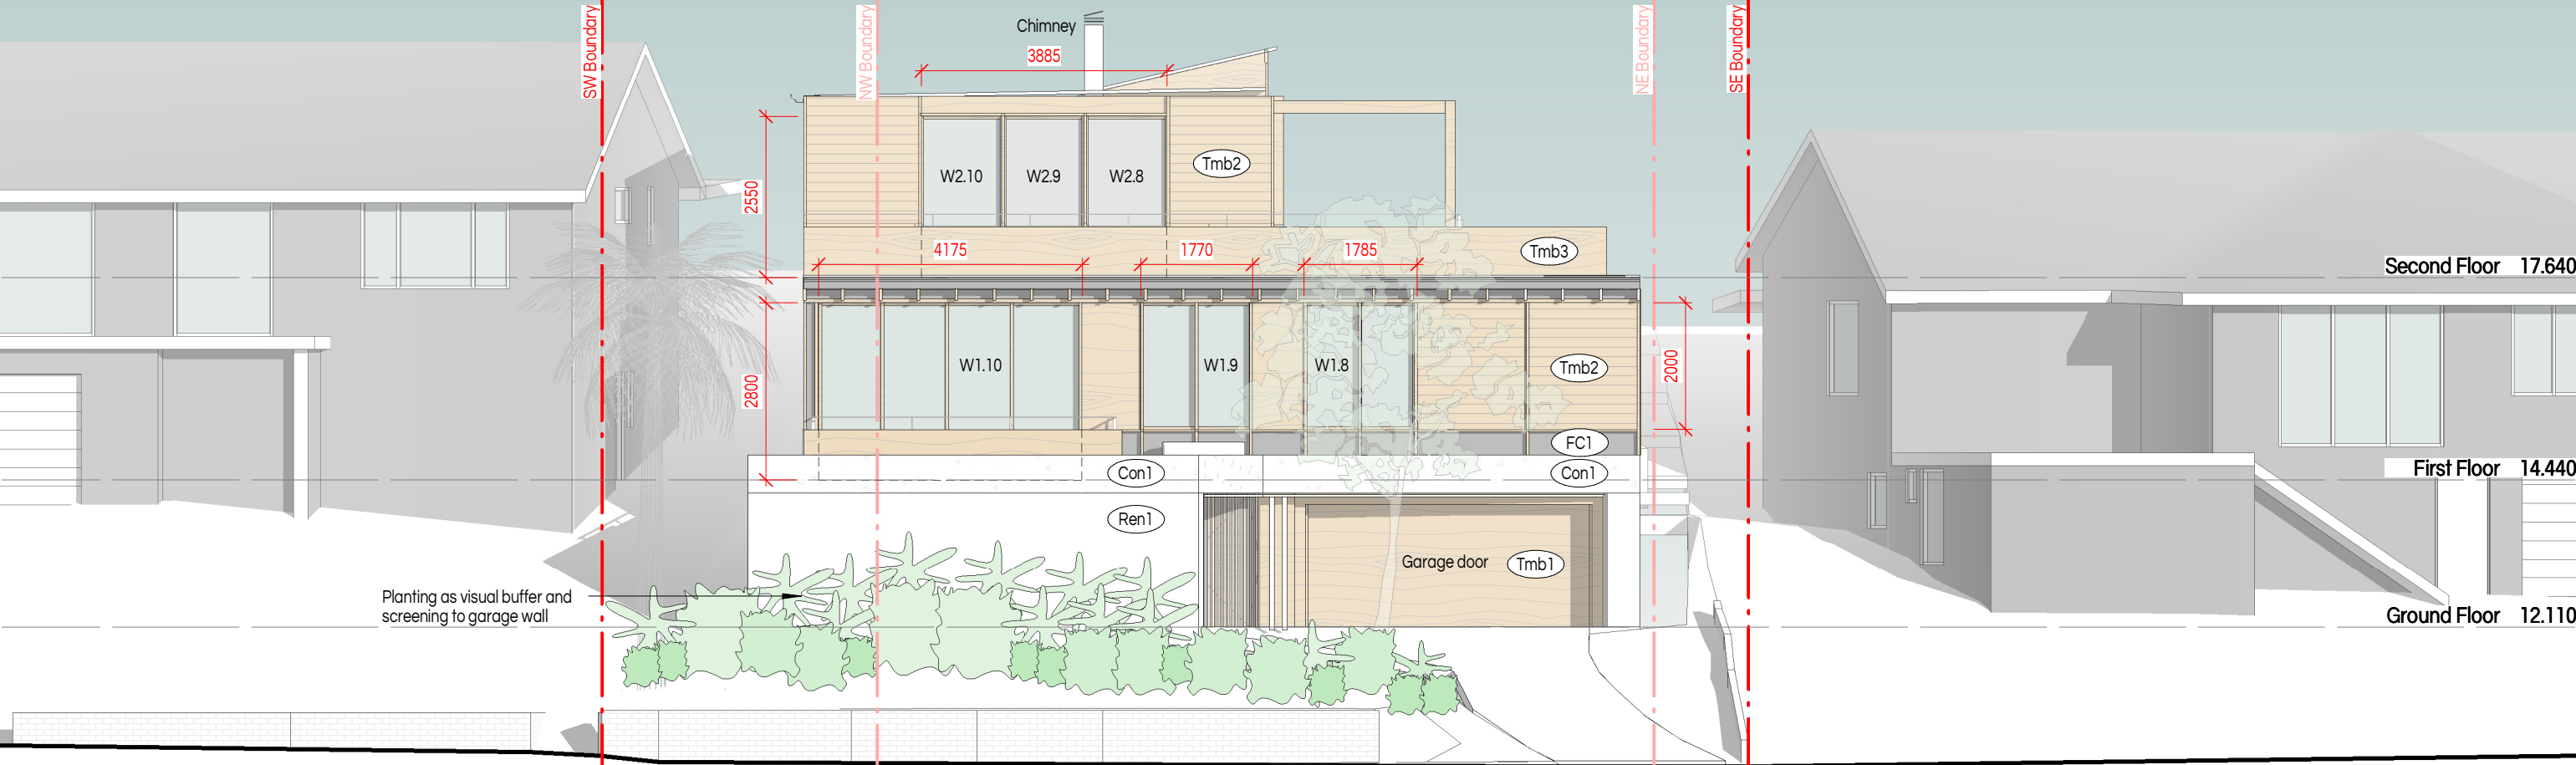 Chimney
3885
SW Boundary
NW Boundary
NE Boundary
SE Boundary
2550
W2.10
W2.9
W2.8
Tmb2
4175
1770
1785
Tmb3
Second Floor 17.640
2800
W1.10
W1.9
W1.8
Tmb2
2000
FC1
Con1
Con1
First Floor 14.440
Ren1
Garage door
Tmb1
Planting as visual buffer and
screening to garage wall
Ground Floor 12.110